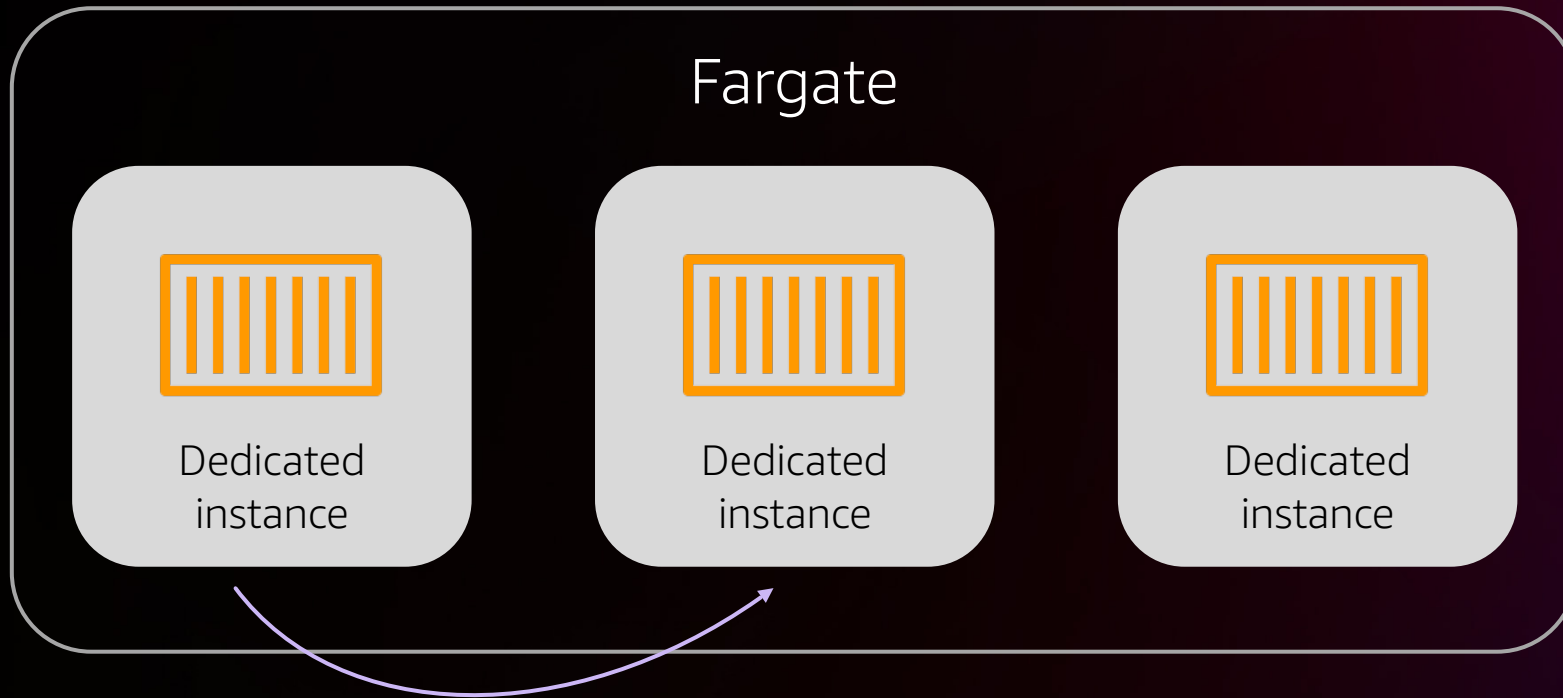 Fargate
Dedicated
instance
Dedicated
instance
Dedicated
instance